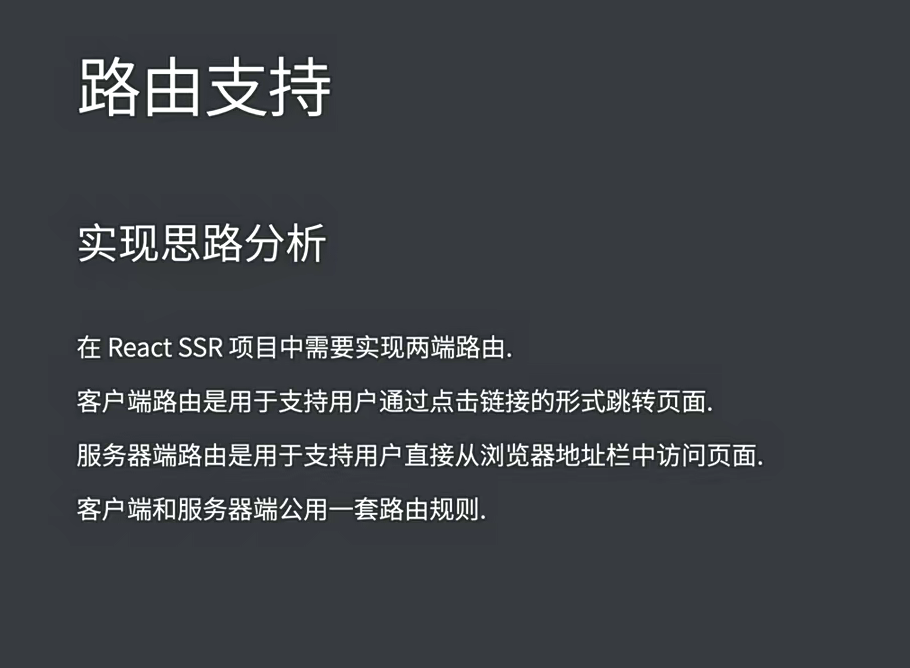 路由支持
实现思路分析
在 React SSR 项目中需要实现两端路由.
客户端路由是用于支持用户通过点击链接的形式跳转页面.
服务器端路由是用于支持用户直接从浏览器地址栏中访问页面.
客户端和服务器端公用一套路由规则.